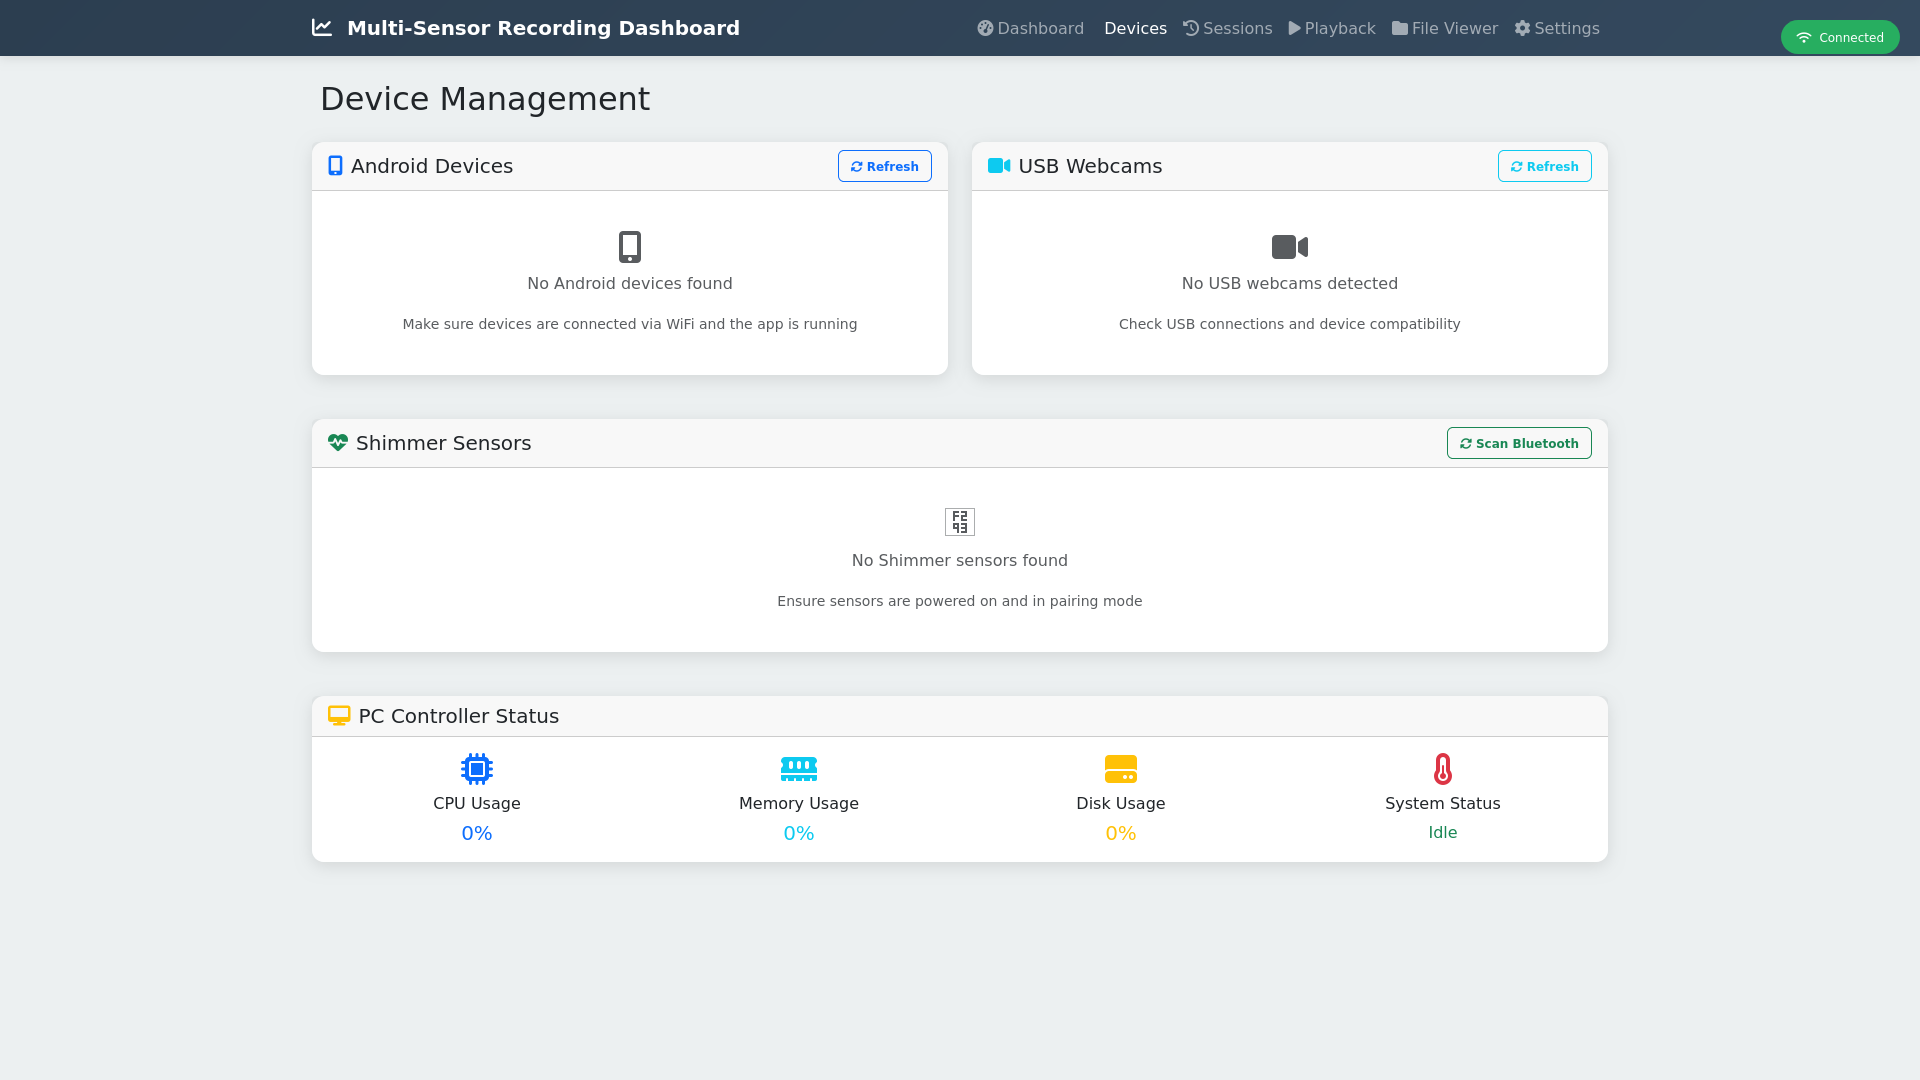 Multi-Sensor Recording Dashboard
Dashboard
Devices
Sessions
Playback
File Viewer
Settings
Connected
Device Management
Android Devices
Refresh
No Android devices found
Make sure devices are connected via WiFi and the app is running
USB Webcams
Refresh
No USB webcams detected
Check USB connections and device compatibility
Shimmer Sensors
Scan Bluetooth
F2
93
No Shimmer sensors found
Ensure sensors are powered on and in pairing mode
PC Controller Status
CPU Usage
0%
Memory Usage
0%
Disk Usage
0%
System Status
Idle